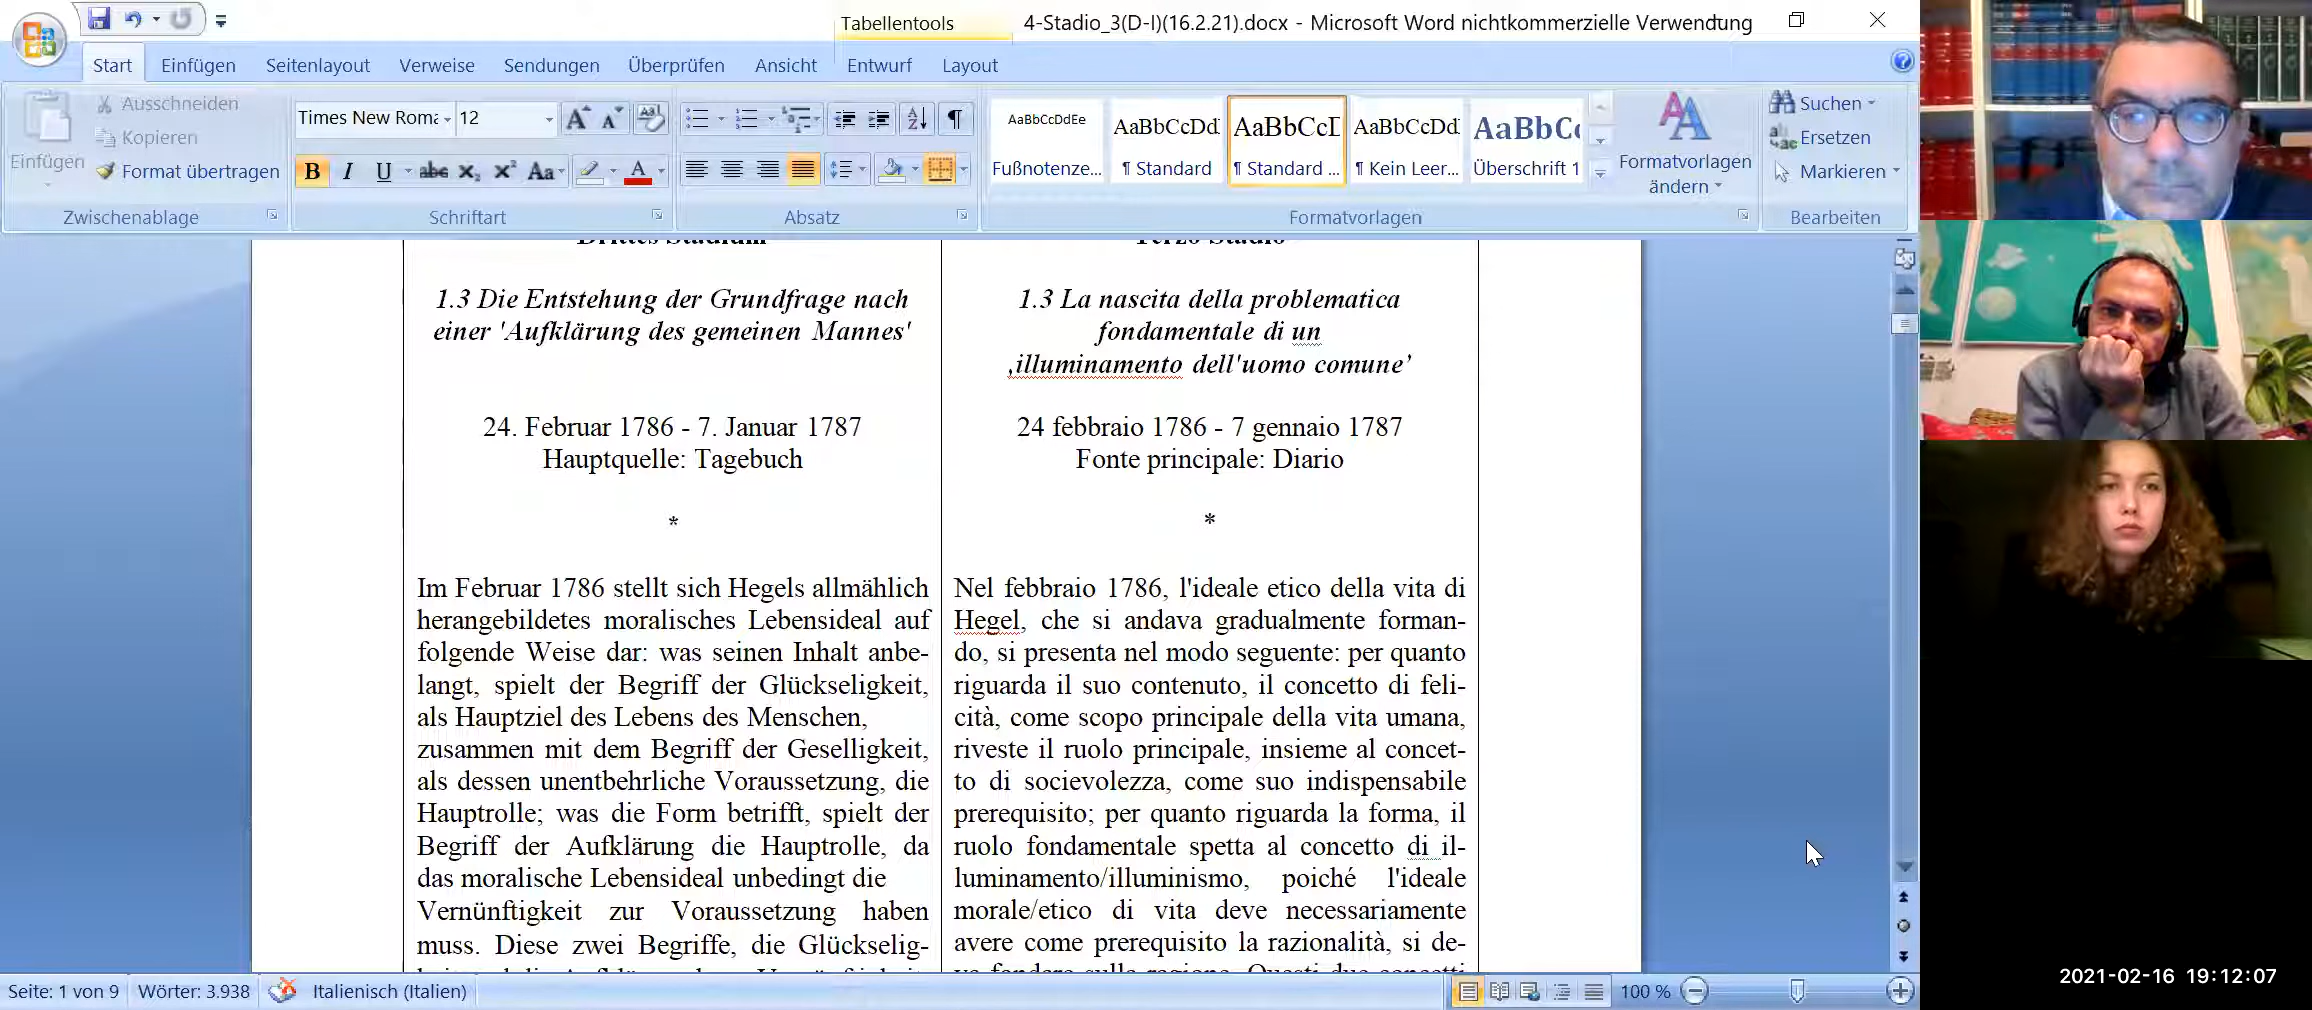 Tabellentools
4-Stadio_3(D-I)(16.2.21).docx - Microsoft Word nichtkommerzielle Verwendung
Start Einfügen Seitenlayout Verweise Sendungen Überprüfen Ansicht Entwurf Layout
Einfügen
Ausschneiden
Kopieren
Format übertragen
Zwischenablage
Times New Roma 12
Schriftart
Absatz
AaBbCcDdEe AaBbCcDd AaBbCcD AaBbCcDd AaBbCc
Fußnotenze... ¶ Standard ¶ Standard ... ¶ Kein Leer... Überschrift 1
Formatvorlagen
ändern
Formatvorlagen
Suchen
Ersetzen
Markieren
Bearbeiten
Drittes Stadium
1.3 Die Entstehung der Grundfrage nach
einer 'Aufklärung des gemeinen Mannes'
24. Februar 1786 - 7. Januar 1787
Hauptquelle: Tagebuch
*
Im Februar 1786 stellt sich Hegels allmählich
herangebildetes moralisches Lebensideal auf
folgende Weise dar: was seinen Inhalt anbe-
langt, spielt der Begriff der Glückseligkeit,
als Hauptziel des Lebens des Menschen,
zusammen mit dem Begriff der Geselligkeit,
als dessen unentbehrliche Voraussetzung, die
Hauptrolle; was die Form betrifft, spielt der
Begriff der Aufklärung die Hauptrolle, da
das moralische Lebensideal unbedingt die
Vernünftigkeit zur Voraussetzung haben
muss. Diese zwei Begriffe, die Glückselig-
Terzo Stadio
1.3 La nascita della problematica
fondamentale di un
‚illuminamento dell'uomo comune’
24 febbraio 1786 - 7 gennaio 1787
Fonte principale: Diario
*
Nel febbraio 1786, l'ideale etico della vita di
Hegel, che si andava gradualmente forman-
do, si presenta nel modo seguente: per quanto
riguarda il suo contenuto, il concetto di feli-
cità, come scopo principale della vita umana,
riveste il ruolo principale, insieme al concet-
to di socievolezza, come suo indispensabile
prerequisito; per quanto riguarda la forma, il
ruolo fondamentale spetta al concetto di il-
luminamento/illuminismo, poiché l'ideale
morale/etico di vita deve necessariamente
avere come prerequisito la razionalità, si de-
ve fondare sulla ragione. Questi due concetti
Seite: 1 von 9 Wörter: 3.938 Italienisch (Italien) 100 %
2021-02-16 19:12:07